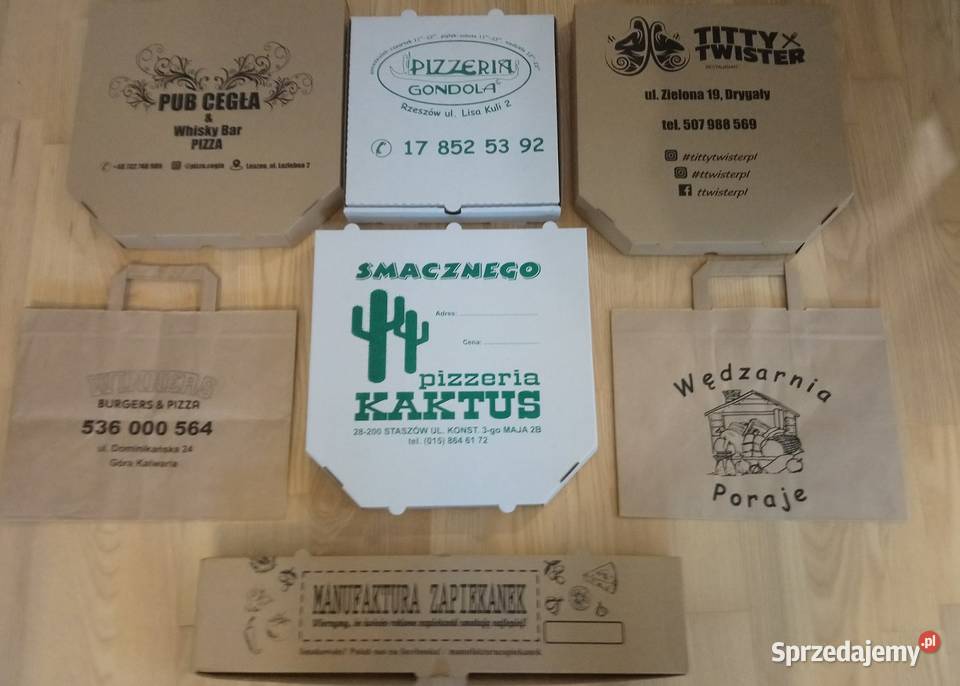 PUB CEGŁA
&
Whisky Bar
PIZZA
PIZZERIA
GONDOLA
Rzeszów ul. Lisa Kuli 2
17 852 53 92
TITTY
TWISTER
RESTAURANT
ul. Zielona 19, Drygały
tel. 507 988 569
#tittytwisterpl
#ttwisterpl
ttwisterpl
SMACZNEGO
Adres:
Cena:
pizzeria
KAKTUS
28-200 STASZÓW UL. KONST. 3-go MAJA 2B
tel. (015) 864 61 72
BURGERS & PIZZA
536 000 564
ul. Dominikańska 24
Góra Kalwaria
Wędzarnia
Poraje
MANUFAKTURA ZAPIEKANEK
Sprzedajemy.pl